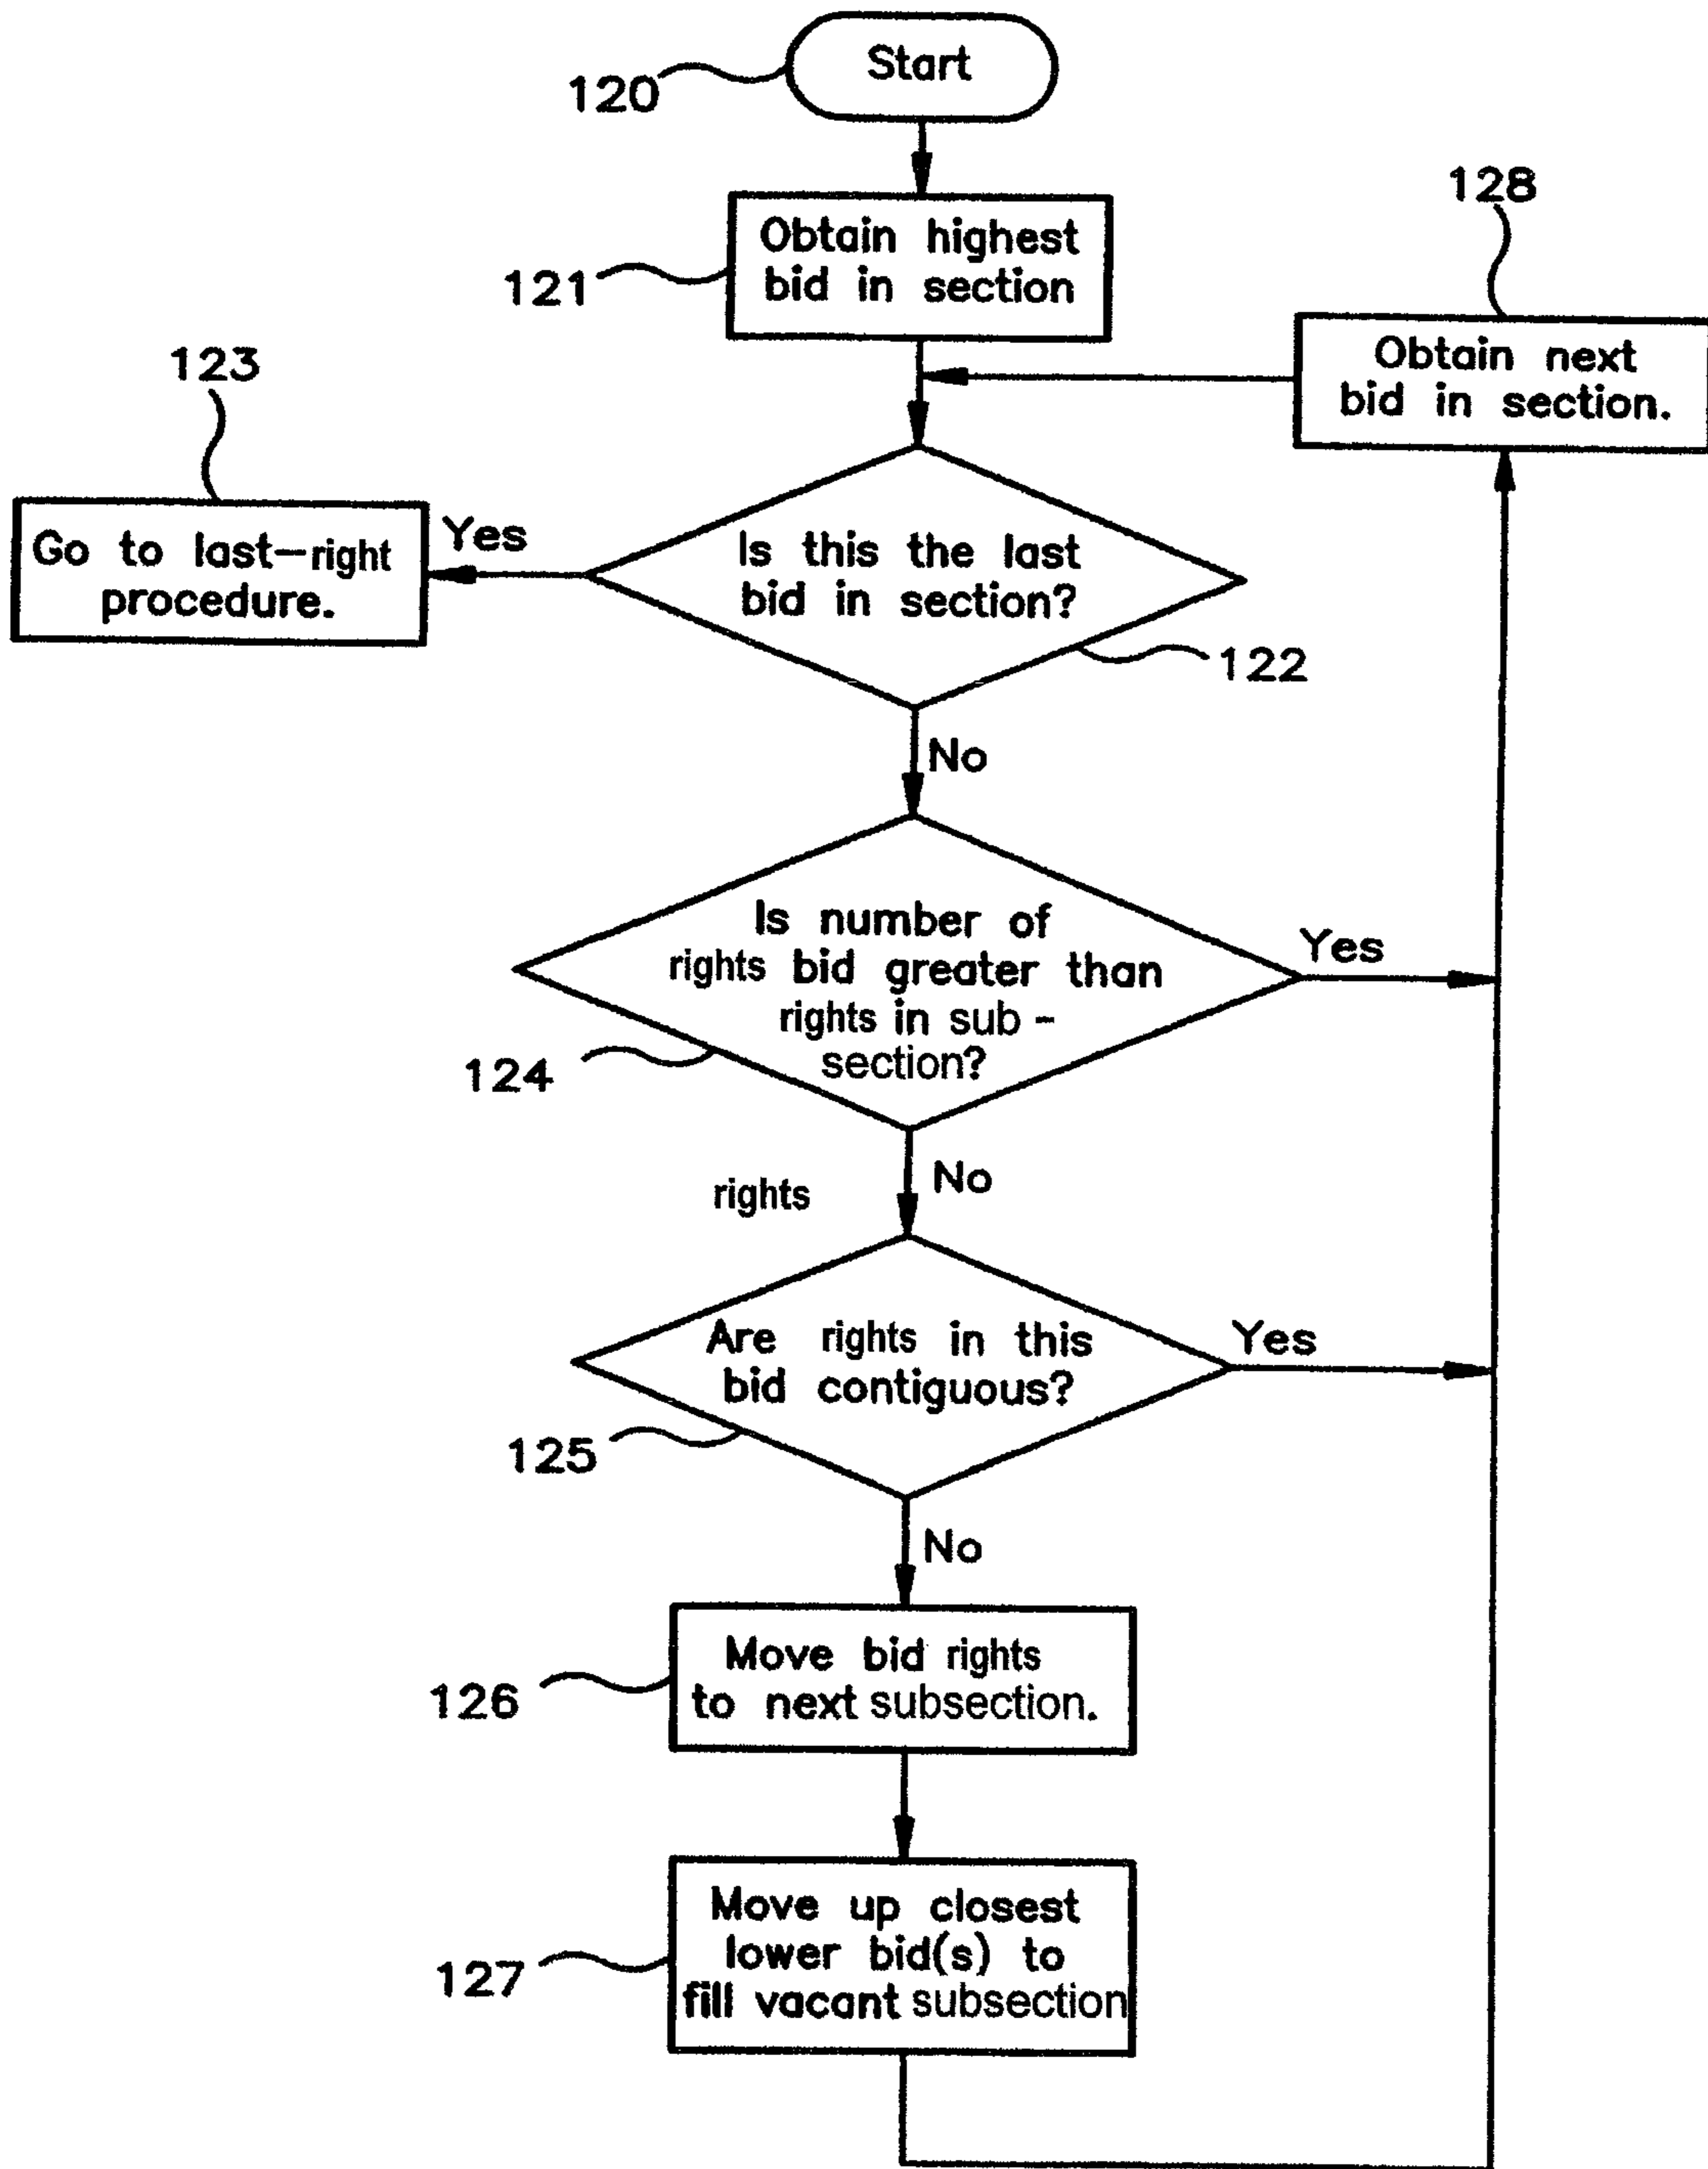 Start
120
Obtain highest
bid in section
121
128
Obtain next
bid in section.
123
Go to last-right
procedure.
Yes
Is this the last
bid in section?
122
No
Is number of
rights bid greater than
rights in sub-
section?
Yes
124
rights
No
Are rights in this
bid contiguous?
Yes
125
No
Move bid rights
to next subsection.
126
Move up closest
lower bid(s) to
fill vacant subsection
127